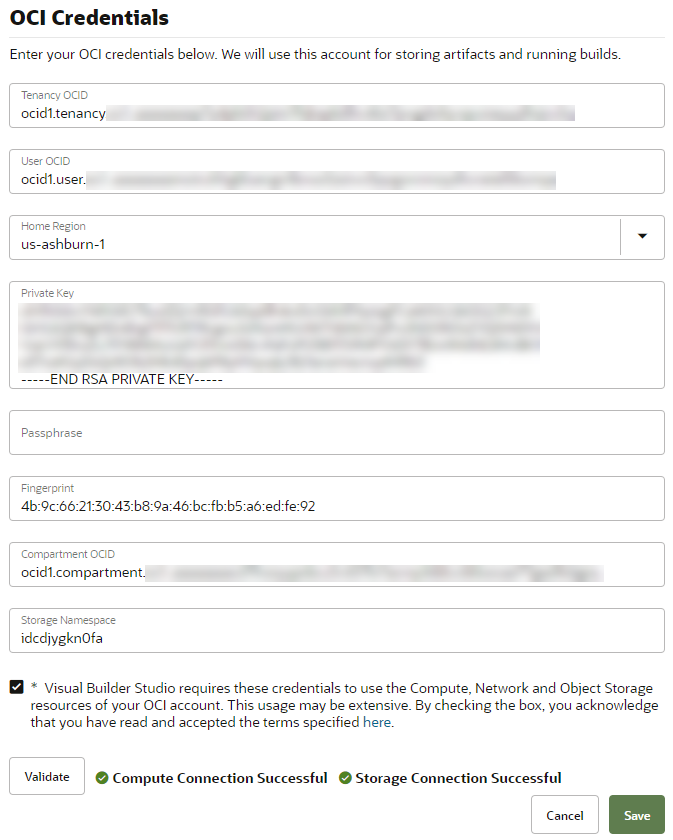 OCI Credentials
Enter your OCI credentials below. We will use this account for storing artifacts and running builds.
Tenancy OCID
ocid1.tenancy
User OCID
ocid1.user.
Home Region
us-ashburn-1
Private Key
-----END RSA PRIVATE KEY-----
Passphrase
Fingerprint
4b:9c:66:21:30:43:b8:9a:46:bc:fb:b5:a6:ed:fe:92
Compartment OCID
ocid1.compartment.
Storage Namespace
idcdjygkn0fa
* Visual Builder Studio requires these credentials to use the Compute, Network and Object Storage
resources of your OCI account. This usage may be extensive. By checking the box, you acknowledge
that you have read and accepted the terms specified here.
Validate Compute Connection Successful Storage Connection Successful
Cancel Save